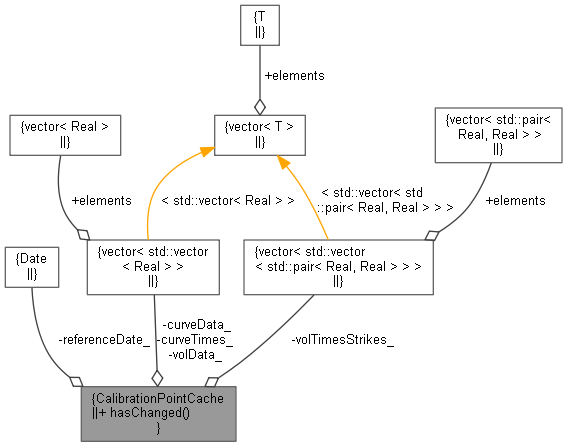 {T
||}
+elements
{vector< Real >
||}
{vector< T >
||}
{vector< std::pair<
Real, Real > >
||}
+elements
< std::vector< Real > >
< std::vector< std
::pair< Real, Real > > >
+elements
{Date
||}
{vector< std::vector
< Real > >
||}
{vector< std::vector
< std::pair< Real, Real > > >
||}
-referenceDate_
-curveData_
-curveTimes_
-volData_
-volTimesStrikes_
{CalibrationPointCache
||+ hasChanged()
}